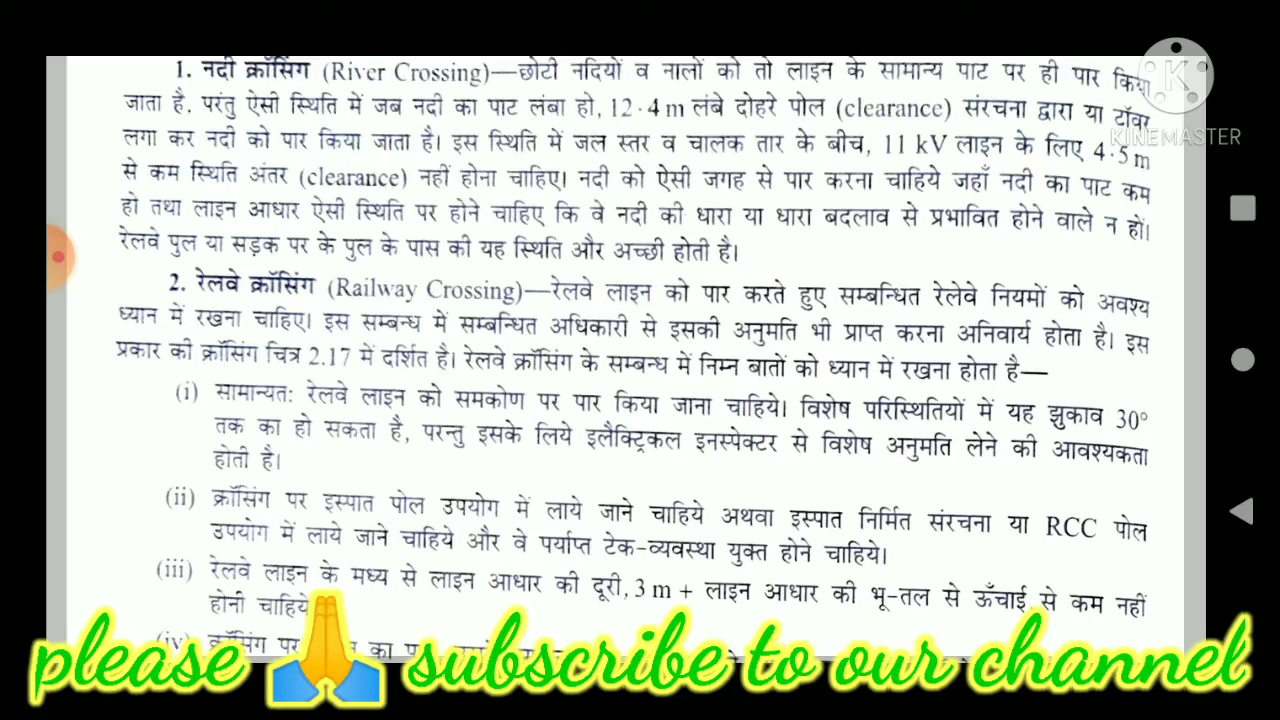 1. नदी क्रॉसिंग (River Crossing)—छोटी नदियों व नालों को तो लाइन के सामान्य पाट पर ही पार किया
जाता है, परंतु ऐसी स्थिति में जब नदी का पाट लंबा हो, 12·4 m लंबे दोहरे पोल (clearance) संरचना द्वारा या टॉवर
लगा कर नदी को पार किया जाता है। इस स्थिति में जल स्तर व चालक तार के बीच, 11 kV लाइन के लिए 4·5 m
से कम स्थिति अंतर (clearance) नहीं होना चाहिए। नदी को ऐसी जगह से पार करना चाहिये जहाँ नदी का पाट कम
हो तथा लाइन आधार ऐसी स्थिति पर होने चाहिए कि वे नदी की धारा या धारा बदलाव से प्रभावित होने वाले न हों।
रेलवे पुल या सड़क पर के पुल के पास की यह स्थिति और अच्छी होती है।
2. रेलवे क्रॉसिंग (Railway Crossing)—रेलवे लाइन को पार करते हुए सम्बन्धित रेलेवे नियमों को अवश्य
ध्यान में रखना चाहिए। इस सम्बन्ध में सम्बन्धित अधिकारी से इसकी अनुमति भी प्राप्त करना अनिवार्य होता है। इस
प्रकार की क्रॉसिंग चित्र 2.17 में दर्शित है। रेलवे क्रॉसिंग के सम्बन्ध में निम्न बातों को ध्यान में रखना होता है—
(i) सामान्यत: रेलवे लाइन को समकोण पर पार किया जाना चाहिये। विशेष परिस्थितियों में यह झुकाव 30°
तक का हो सकता है, परन्तु इसके लिये इलैक्ट्रिकल इनस्पेक्टर से विशेष अनुमति लेने की आवश्यकता
होती है।
(ii) क्रॉसिंग पर इस्पात पोल उपयोग में लाये जाने चाहिये अथवा इस्पात निर्मित संरचना या RCC पोल
उपयोग में लाये जाने चाहिये और वे पर्याप्त टेक-व्यवस्था युक्त होने चाहिये।
(iii) रेलवे लाइन के मध्य से लाइन आधार की दूरी, 3 m + लाइन आधार की भू-तल से ऊँचाई से कम नहीं
होनी चाहिये
(iv) क्रॉसिंग पर का
please 🙏 subscribe to our channel
K
KINEMASTER